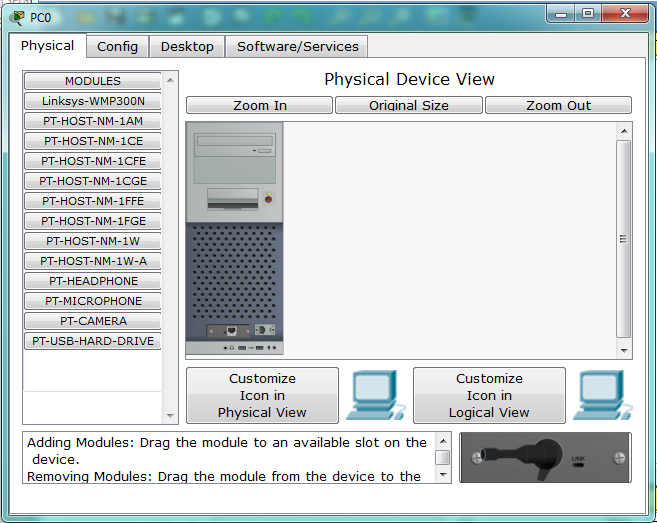 PC0
Physical
Config
Desktop
Software/Services
MODULES
Linksys-WMP300N
PT-HOST-NM-1AM
PT-HOST-NM-1CE
PT-HOST-NM-1CFE
PT-HOST-NM-1CGE
PT-HOST-NM-1FFE
PT-HOST-NM-1FGE
PT-HOST-NM-1W
PT-HOST-NM-1W-A
PT-HEADPHONE
PT-MICROPHONE
PT-CAMERA
PT-USB-HARD-DRIVE
Physical Device View
Zoom In
Original Size
Zoom Out
Customize
Icon in
Physical View
Customize
Icon in
Logical View
Adding Modules: Drag the module to an available slot on the
device.
Removing Modules: Drag the module from the device to the
LINK